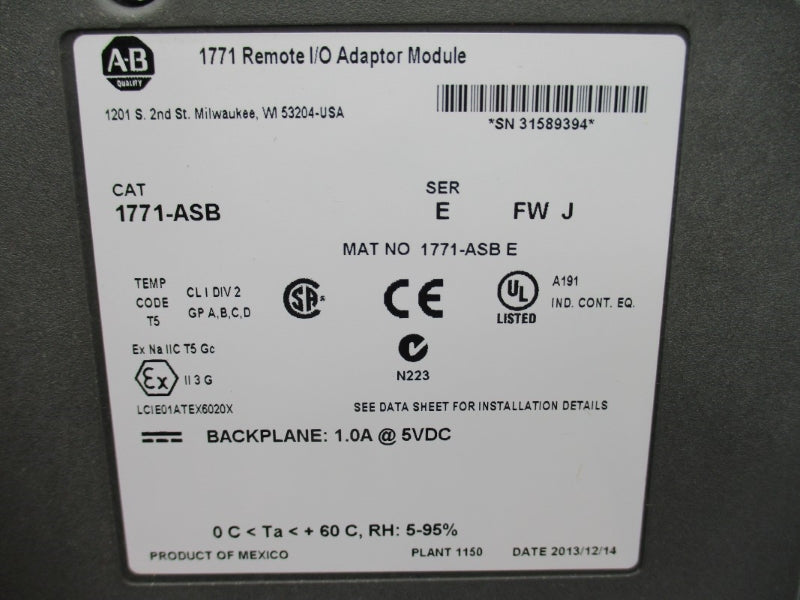 A-B
QUALITY
1771 Remote I/O Adaptor Module
1201 S. 2nd St. Milwaukee, WI 53204-USA
*SN 31589394*
CAT
1771-ASB
SER
E
FW J
MAT NO 1771-ASB E
TEMP
CODE
T5
CL I DIV 2
GP A,B,C,D
SA
CE
UL
LISTED
A191
IND. CONT. EQ.
N223
Ex Na IIC T5 Gc
Ex II 3 G
LCIE01ATEX6020X
SEE DATA SHEET FOR INSTALLATION DETAILS
BACKPLANE: 1.0A @ 5VDC
0 C < Ta < + 60 C, RH: 5-95%
PRODUCT OF MEXICO PLANT 1150 DATE 2013/12/14